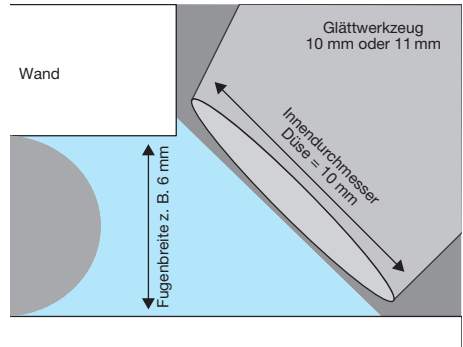 Glättwerkzeug
10 mm oder 11 mm
Wand
Innendurchmesser
Düse = 10 mm
Fugenbreite z. B. 6 mm